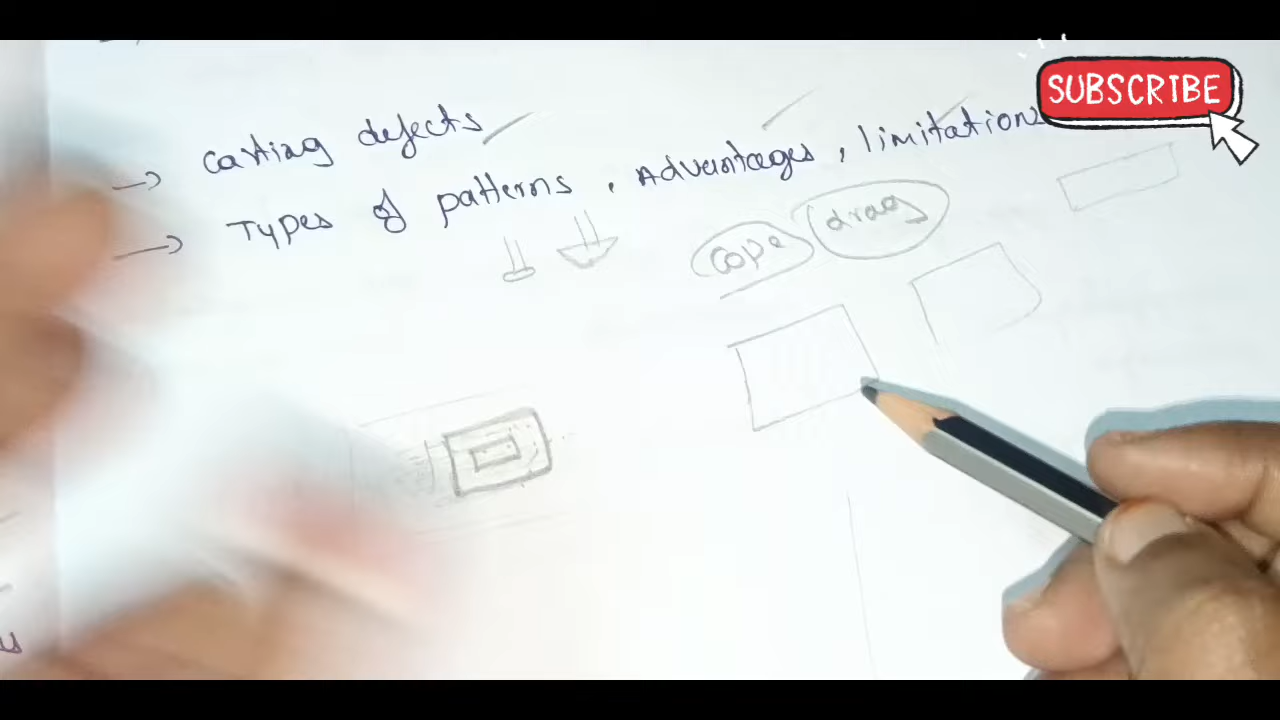 SUBSCRIBE
→ Casting defects
→ Types of patterns, Advantages, limitations
cope drag